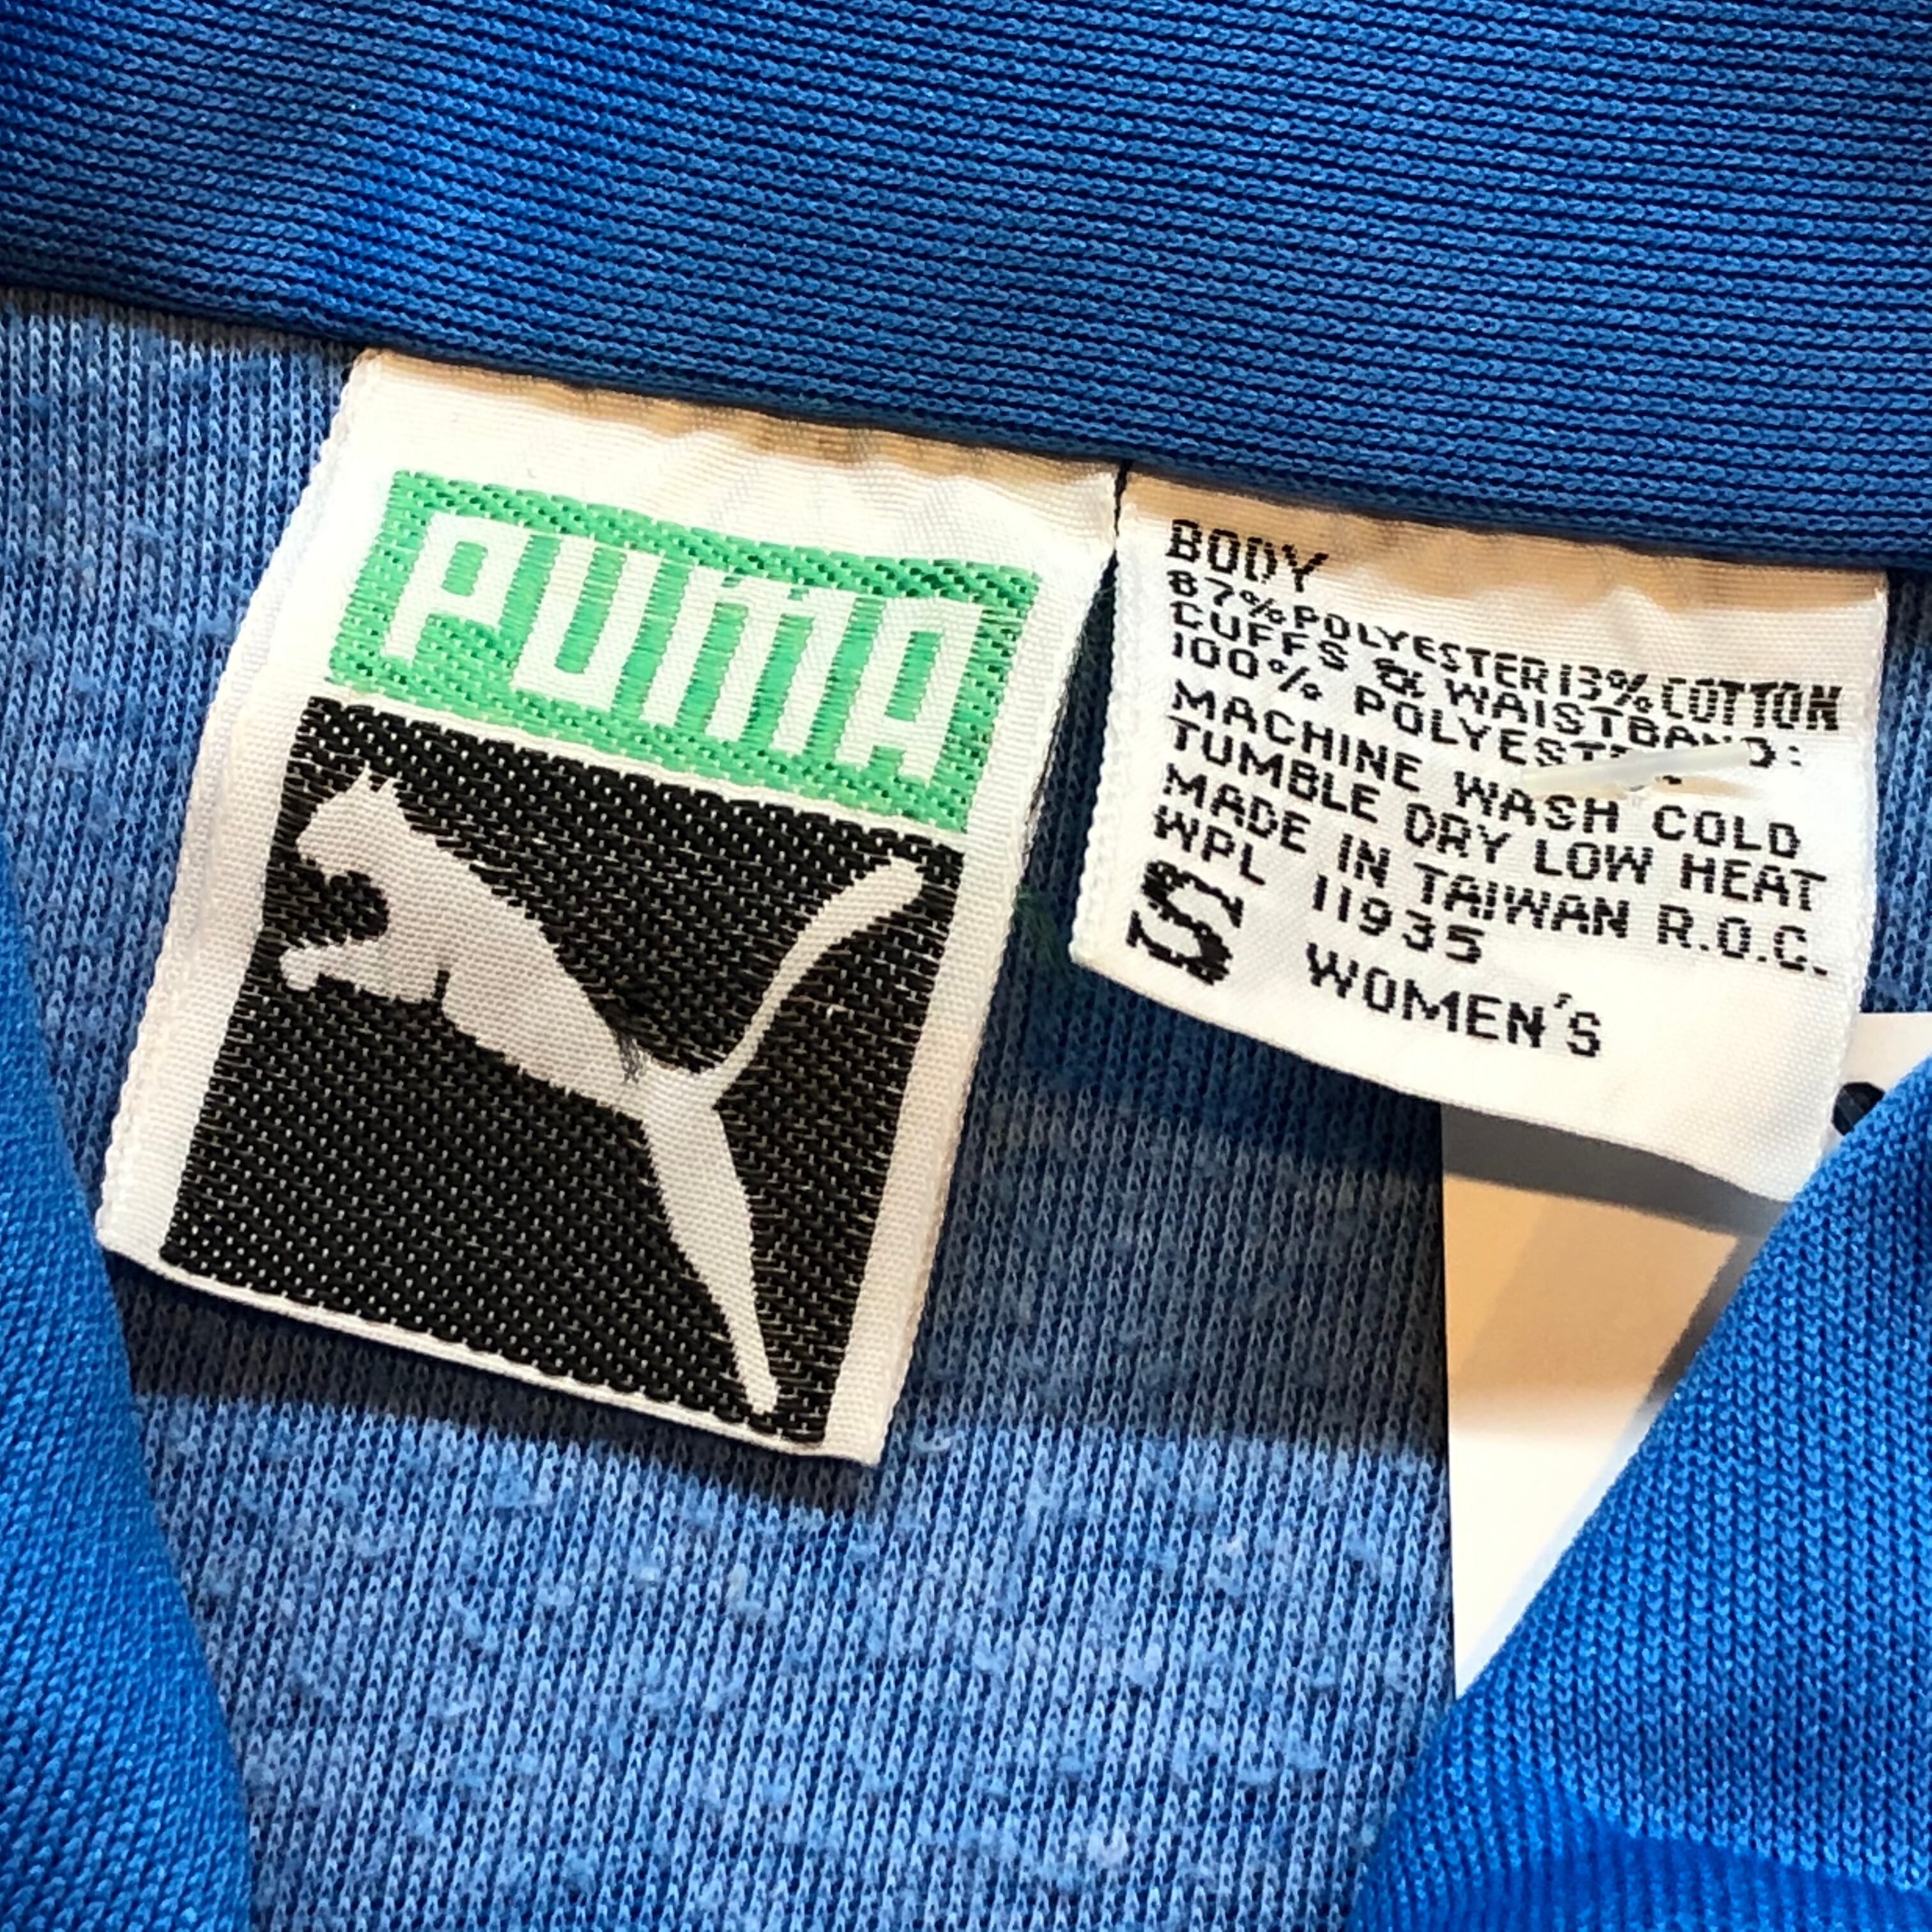 PUMA
BODY
87%POLYESTER13%COTTON
CUFFS & WAISTBAND:
100% POLYESTER
MACHINE WASH COLD
TUMBLE DRY LOW HEAT
MADE IN TAIWAN R.O.C.
WPL 11935
S WOMEN'S